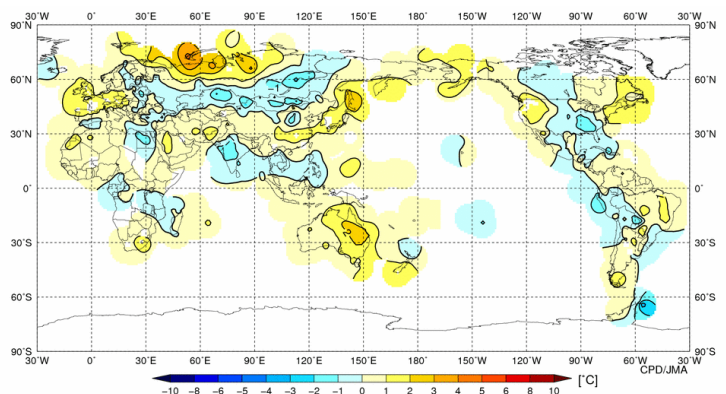 30°W 0° 30°E 60°E 90°E 120°E 150°E 180° 150°W 120°W 90°W 60°W 30°W
90°N 90°N
60°N 60°N
-1
30°N 30°N
0° 0°
30°S 30°S
60°S 60°S
90°S 90°S
30°W 0° 30°E 60°E 90°E 120°E 150°E 180° 150°W 120°W 90°W 60°W 30°W
CPD/JMA
[°C]
−10 −8 −6 −5 −4 −3 −2 −1 0 1 2 3 4 5 6 8 10